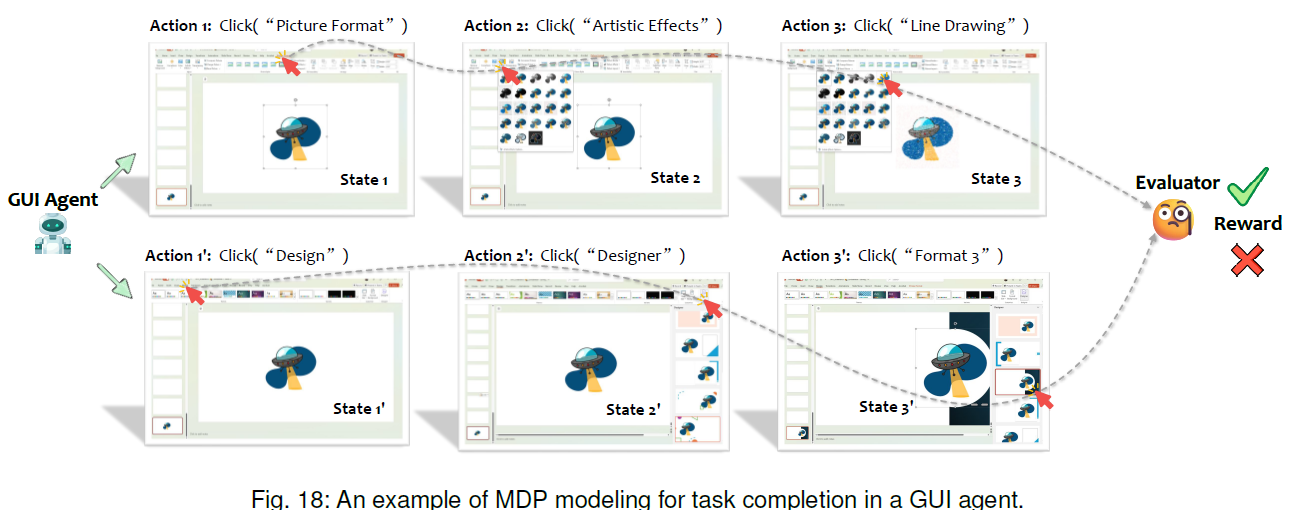 Action 1: Click(“Picture Format”)
Action 2: Click(“Artistic Effects”)
Action 3: Click(“Line Drawing”)
State 1
State 2
State 3
GUI Agent
Evaluator
Reward
Action 1': Click(“Design”)
Action 2': Click(“Designer”)
Action 3': Click(“Format 3”)
State 1'
State 2'
State 3'
Fig. 18: An example of MDP modeling for task completion in a GUI agent.